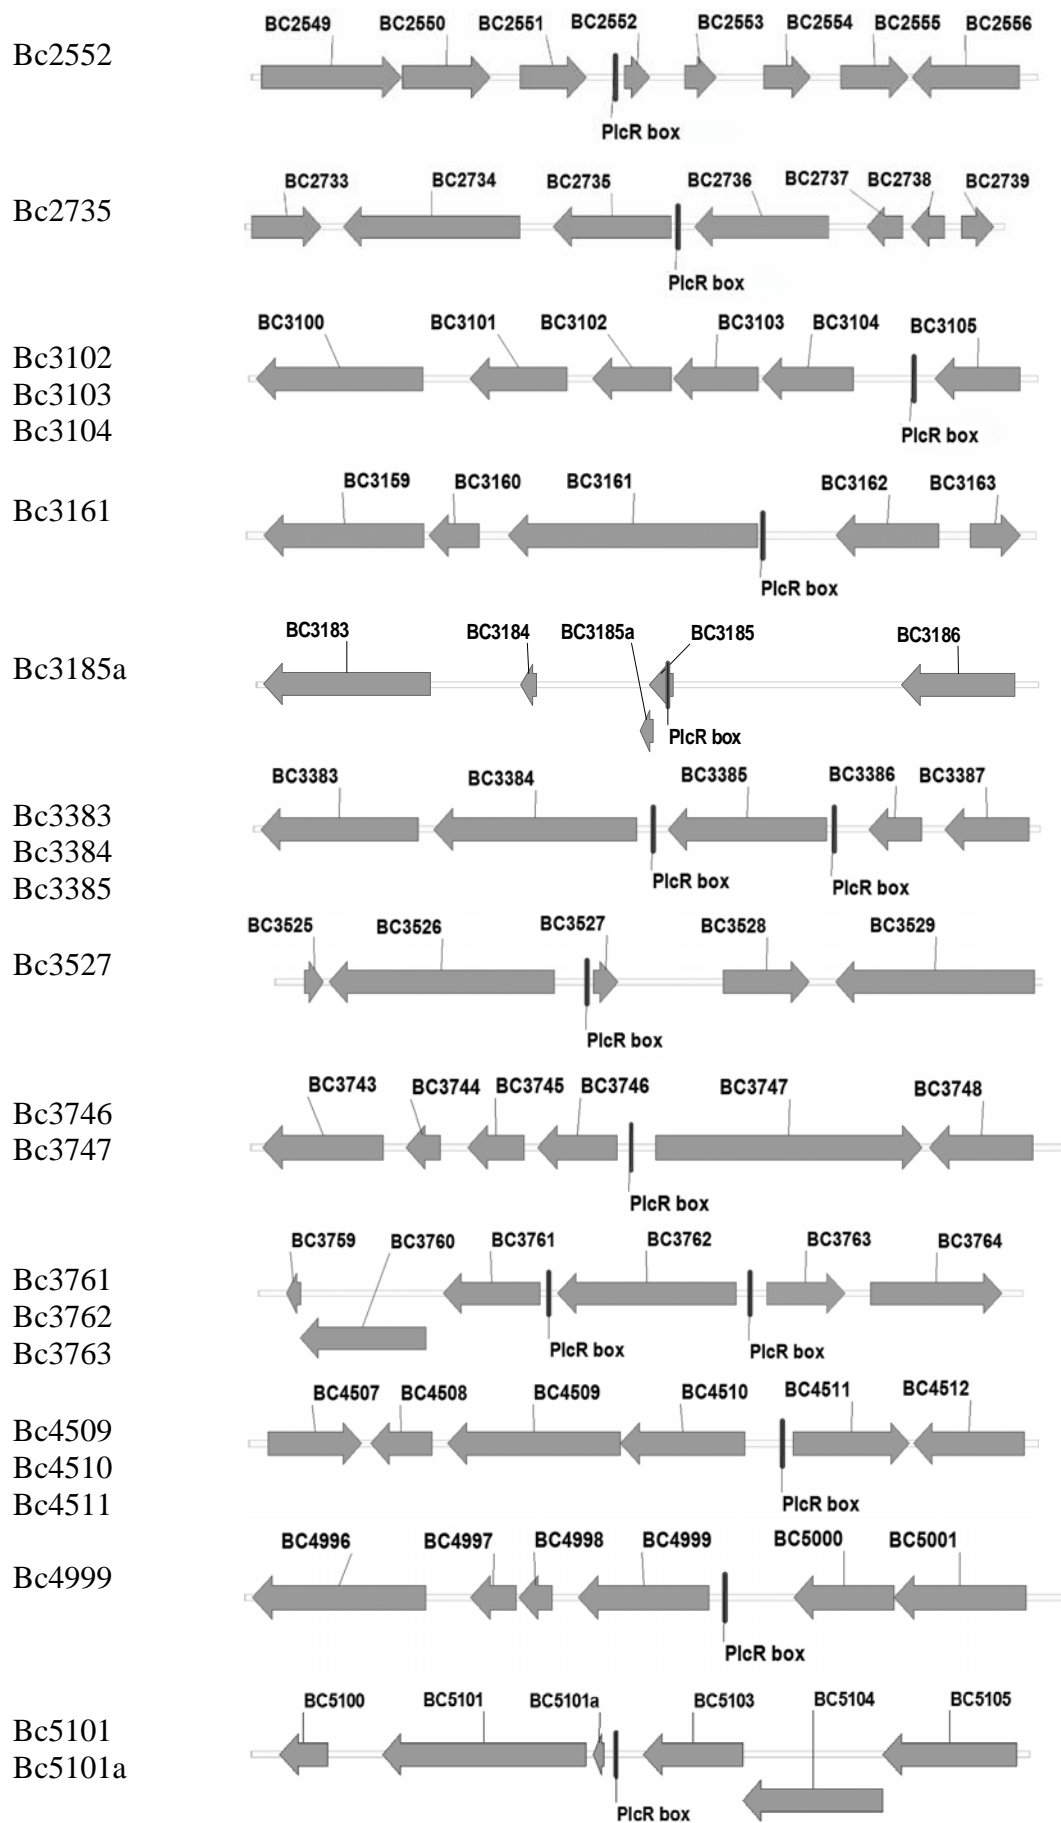 BC2549 BC2550 BC2551 BC2552 BC2553 BC2554 BC2555 BC2556
Bc2552
PlcR box
BC2733 BC2734 BC2735 BC2736 BC2737 BC2738 BC2739
Bc2735
PlcR box
BC3100 BC3101 BC3102 BC3103 BC3104 BC3105
Bc3102
Bc3103
Bc3104
PlcR box
BC3159 BC3160 BC3161 BC3162 BC3163
Bc3161
PlcR box
BC3183 BC3184 BC3185a BC3185 BC3186
Bc3185a
PlcR box
BC3383 BC3384 BC3385 BC3386 BC3387
Bc3383
Bc3384
Bc3385
PlcR box PlcR box
BC3525 BC3526 BC3527 BC3528 BC3529
Bc3527
PlcR box
BC3743 BC3744 BC3745 BC3746 BC3747 BC3748
Bc3746
Bc3747
PlcR box
BC3759 BC3760 BC3761 BC3762 BC3763 BC3764
Bc3761
Bc3762
Bc3763
PlcR box PlcR box
BC4507 BC4508 BC4509 BC4510 BC4511 BC4512
Bc4509
Bc4510
Bc4511
PlcR box
BC4996 BC4997 BC4998 BC4999 BC5000 BC5001
Bc4999
PlcR box
BC5100 BC5101 BC5101a BC5103 BC5104 BC5105
Bc5101
Bc5101a
PlcR box